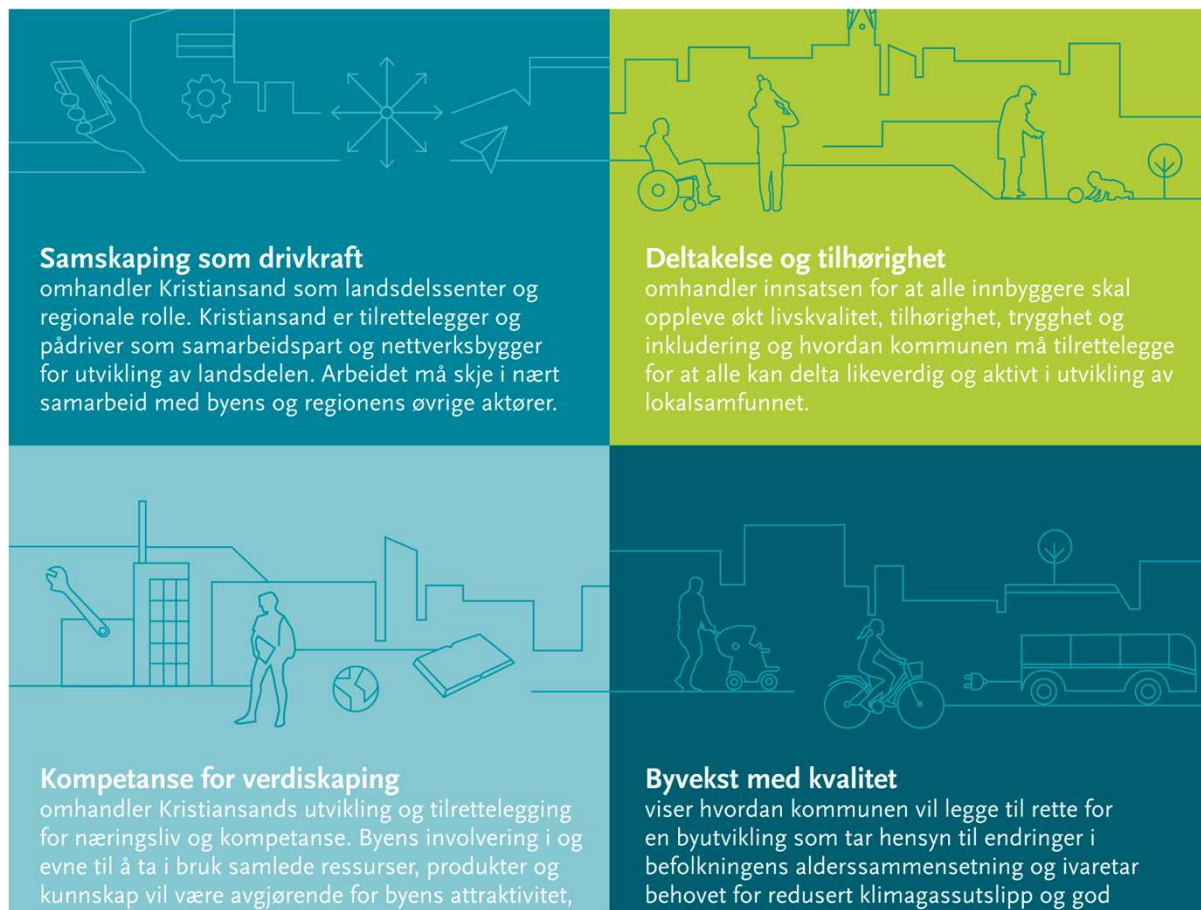 Samskaping som drivkraft
omhandler Kristiansand som landsdelssenter og
regionale rolle. Kristiansand er tilrettelegger og
pådriver som samarbeidspart og nettverksbygger
for utvikling av landsdelen. Arbeidet må skje i nært
samarbeid med byens og regionens øvrige aktører.
Deltakelse og tilhørighet
omhandler innsatsen for at alle innbyggere skal
oppleve økt livskvalitet, tilhørighet, trygghet og
inkludering og hvordan kommunen må tilrettelegge
for at alle kan delta likeverdig og aktivt i utvikling av
lokalsamfunnet.
Kompetanse for verdiskaping
omhandler Kristiansands utvikling og tilrettelegging
for næringsliv og kompetanse. Byens involvering i og
evne til å ta i bruk samlede ressurser, produkter og
kunnskap vil være avgjørende for byens attraktivitet,
Byvekst med kvalitet
viser hvordan kommunen vil legge til rette for
en byutvikling som tar hensyn til endringer i
befolkningens alderssammensetning og ivaretar
behovet for redusert klimagassutslipp og god